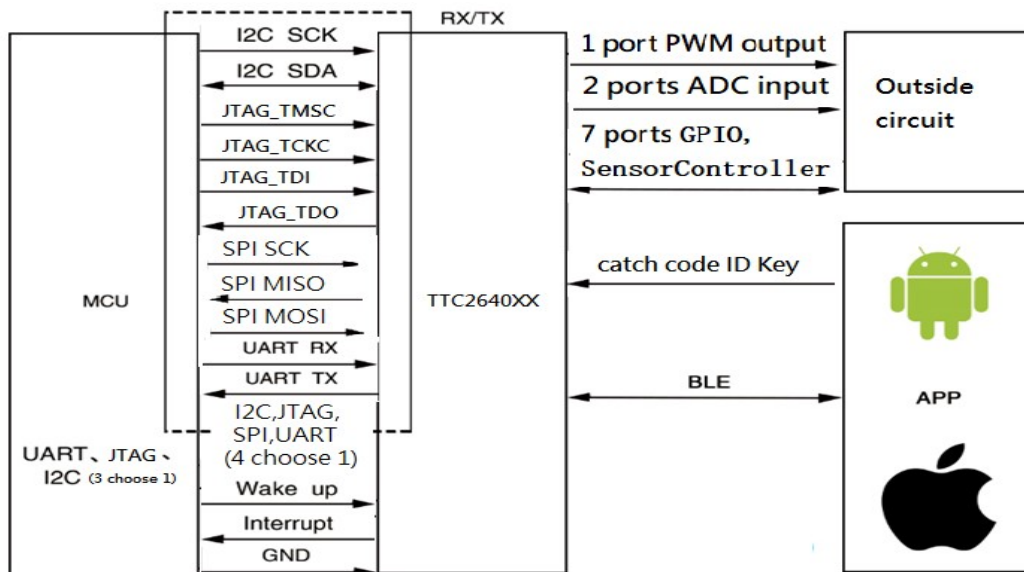 RX/TX
I2C SCK
I2C SDA
JTAG_TMSC
JTAG_TCKC
JTAG_TDI
JTAG_TDO
SPI SCK
SPI MISO
SPI MOSI
UART RX
UART TX
I2C,JTAG,
SPI,UART
(4 choose 1)
Wake up
Interrupt
GND
MCU
UART、JTAG、
I2C (3 choose 1)
TTC2640XX
1 port PWM output
2 ports ADC input
7 ports GPIO,
SensorController
Outside
circuit
catch code ID Key
BLE
APP